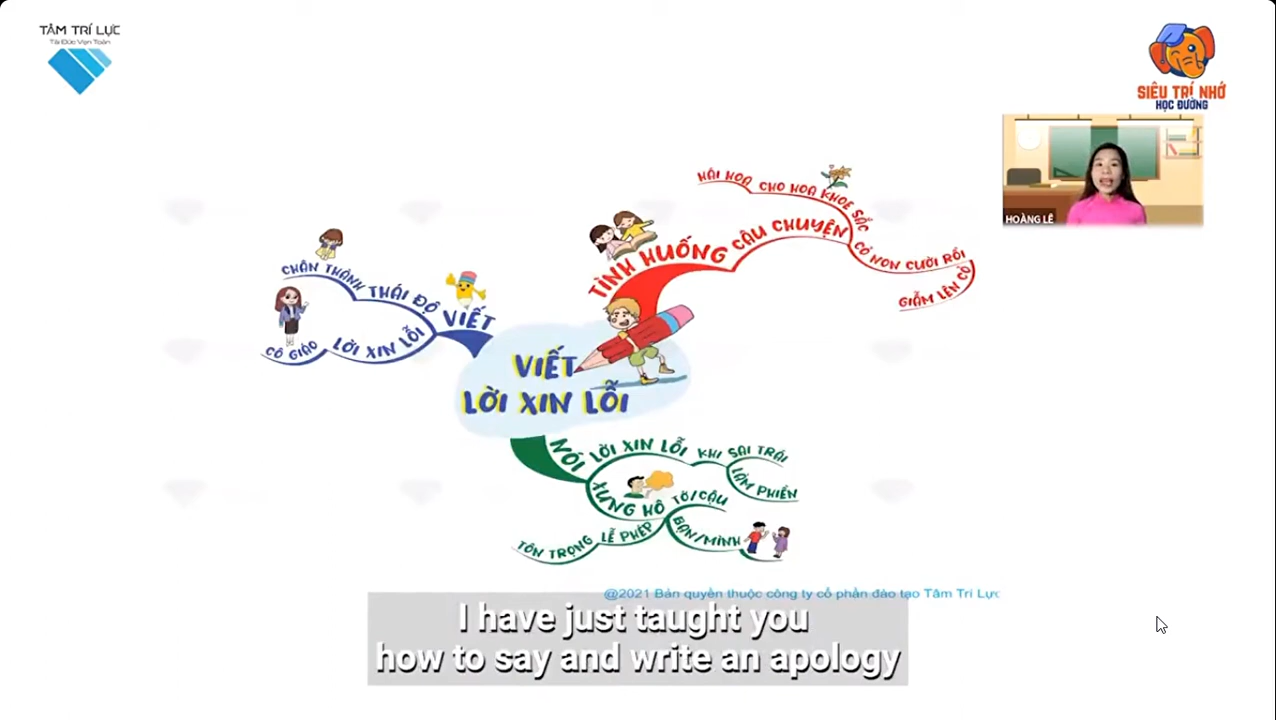 TÂM TRÍ LỰC
Tài Đức Vẹn Toàn
SIÊU TRÍ NHỚ
HỌC ĐƯỜNG
HOÀNG LÊ
HÁI HOA
CHO HOA KHOE SẮC
TÌNH HUỐNG
CÂU CHUYỆN
CỎ NON CƯỜI RỒI
GIẪM LÊN CỎ
CHÂN THÀNH
THÁI ĐỘ
VIẾT
LỜI XIN LỖI
CÔ GIÁO
VIẾT
LỜI XIN LỖI
NÓI
LỜI XIN LỖI
KHI
SAI TRÁI
LÀM PHIỀN
XƯNG HÔ
TỚ/CẬU
BẠN/MÌNH
LỄ PHÉP
TÔN TRỌNG
@2021 Bản quyền thuộc công ty cổ phần đào tạo Tâm Trí Lực
I have just taught you
how to say and write an apology